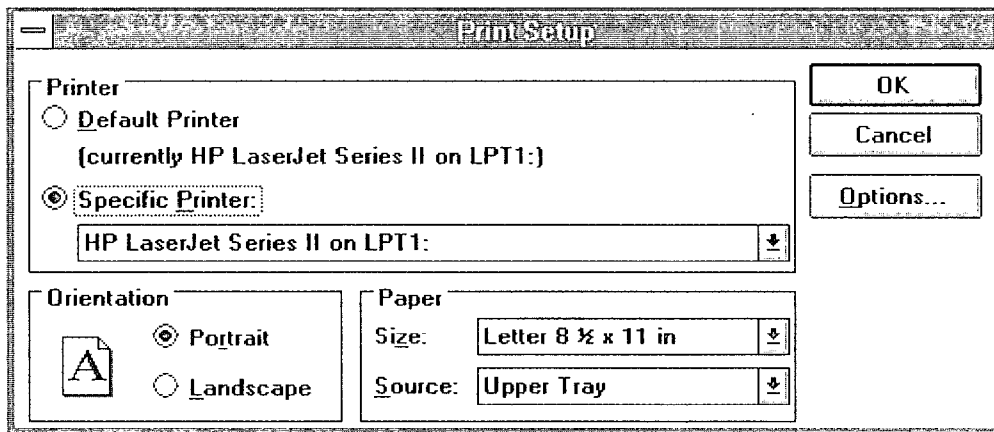 Print Setup
Printer
Default Printer
(currently HP LaserJet Series II on LPT1:)
Specific Printer:
HP LaserJet Series II on LPT1:
OK
Cancel
Options...
Orientation
A
Portrait
Landscape
Paper
Size: Letter 8 ½ x 11 in
Source: Upper Tray